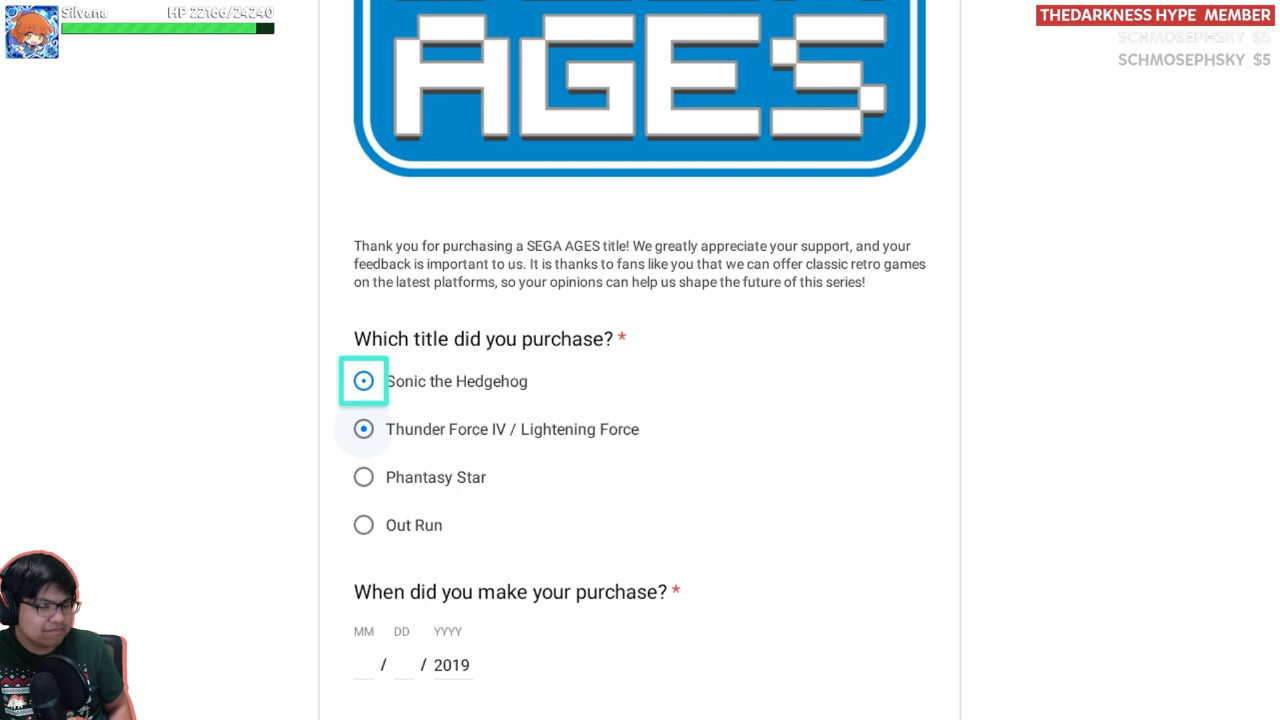 Silvana HP 22166/24240
THEDARKNESS HYPE MEMBER
SCHMOSEPHSKY $5
SCHMOSEPHSKY $5
AGES
Thank you for purchasing a SEGA AGES title! We greatly appreciate your support, and your
feedback is important to us. It is thanks to fans like you that we can offer classic retro games
on the latest platforms, so your opinions can help us shape the future of this series!
Which title did you purchase? *
Sonic the Hedgehog
Thunder Force IV / Lightening Force
Phantasy Star
Out Run
When did you make your purchase? *
MM DD YYYY
/ / 2019